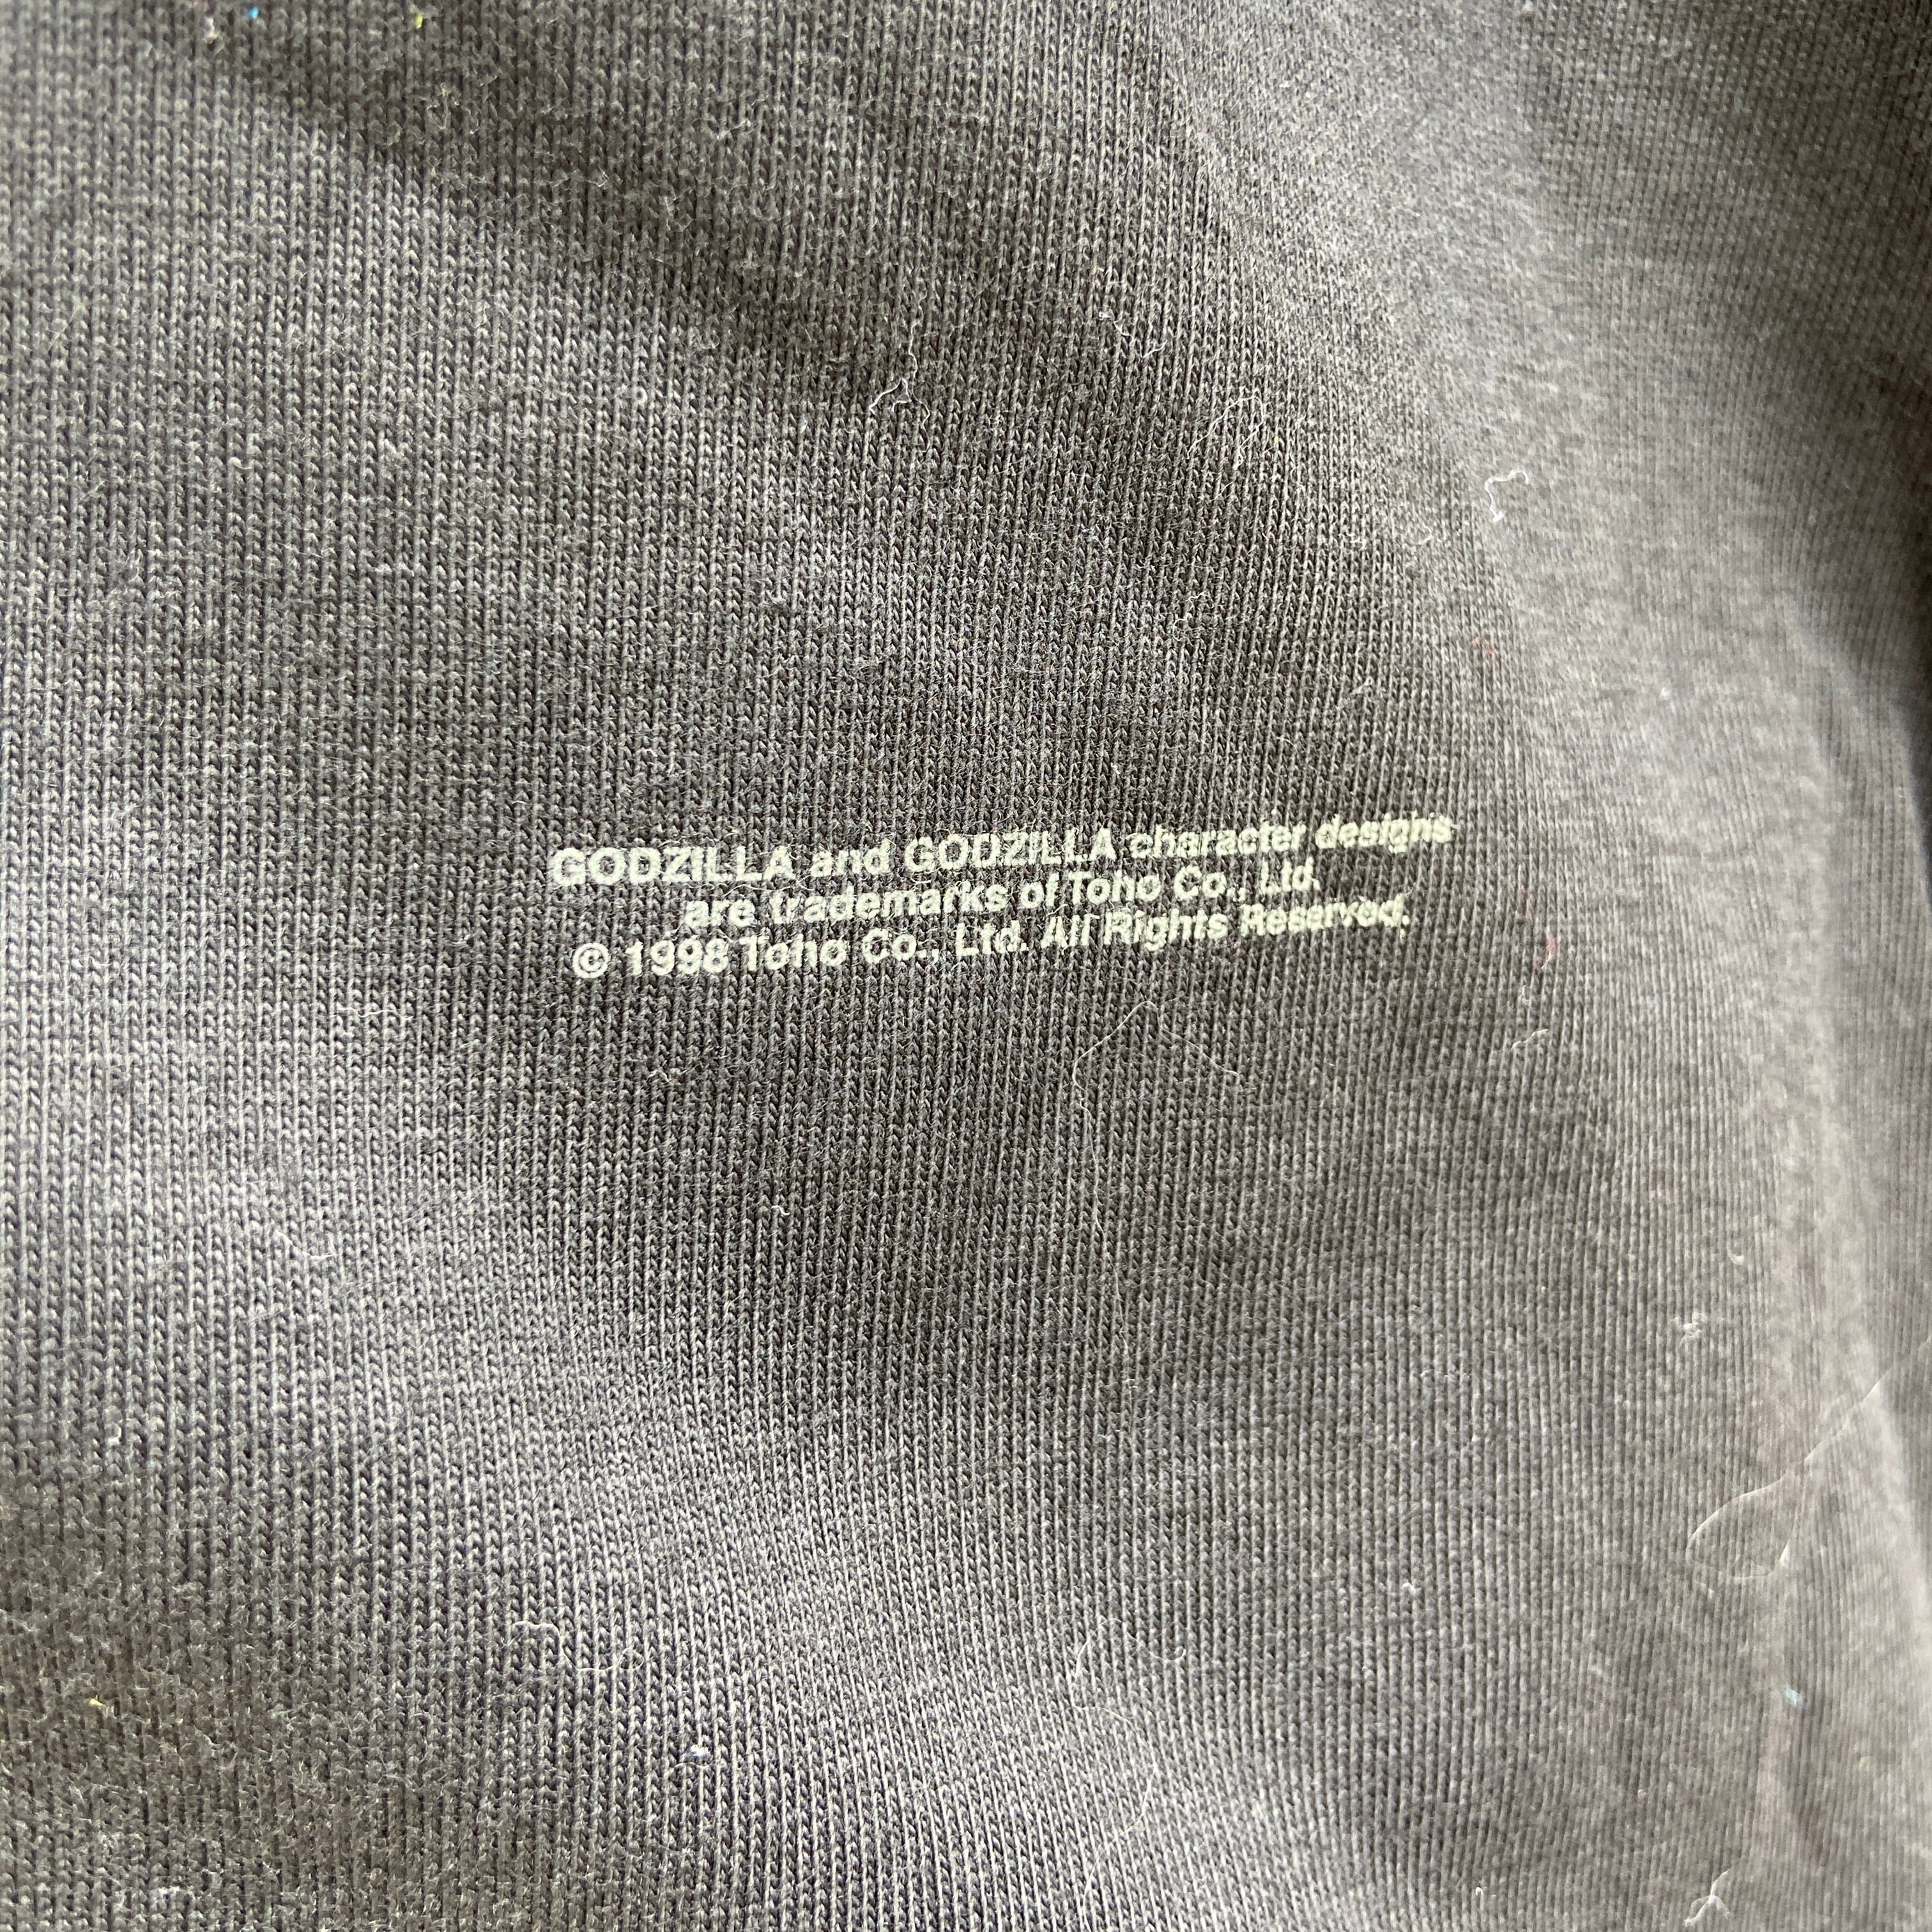 GODZILLA and GODZILLA character designs
are trademarks of Toho Co., Ltd.
© 1998 Toho Co., Ltd. All Rights Reserved.